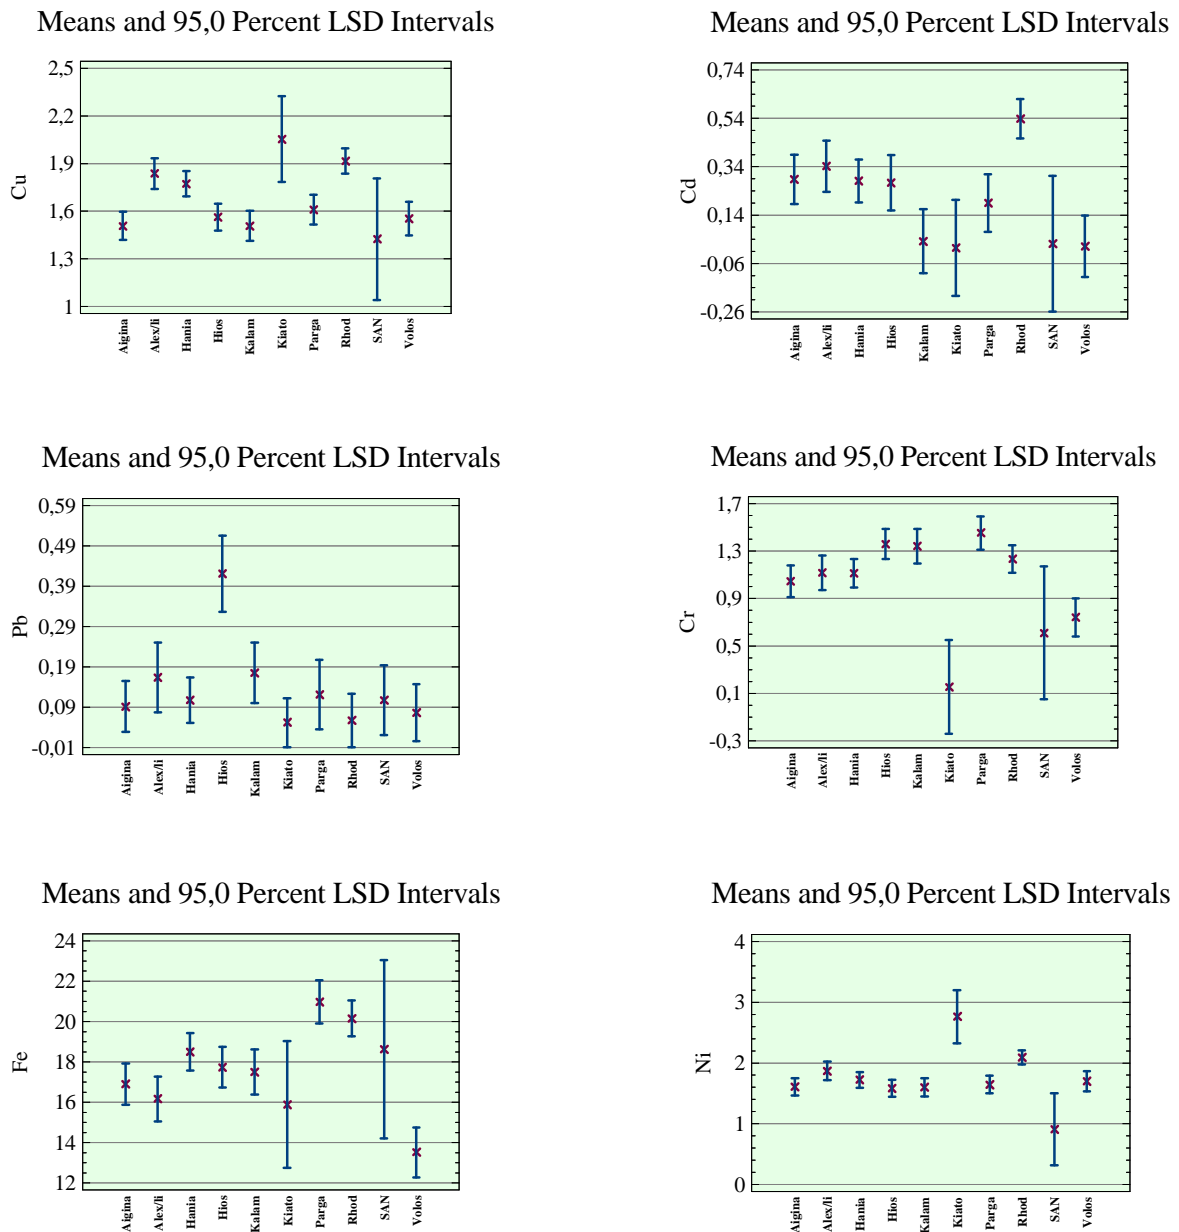 Means and 95,0 Percent LSD Intervals
Cu
2,5
2,2
1,9
1,6
1,3
1
Aigina
Alex/li
Hania
Hios
Kalam
Kiato
Parga
Rhod
SAN
Volos
Means and 95,0 Percent LSD Intervals
Cd
0,74
0,54
0,34
0,14
-0,06
-0,26
Aigina
Alex/li
Hania
Hios
Kalam
Kiato
Parga
Rhod
SAN
Volos
Means and 95,0 Percent LSD Intervals
Pb
0,59
0,49
0,39
0,29
0,19
0,09
-0,01
Aigina
Alex/li
Hania
Hios
Kalam
Kiato
Parga
Rhod
SAN
Volos
Means and 95,0 Percent LSD Intervals
Cr
1,7
1,3
0,9
0,5
0,1
-0,3
Aigina
Alex/li
Hania
Hios
Kalam
Kiato
Parga
Rhod
SAN
Volos
Means and 95,0 Percent LSD Intervals
Fe
24
22
20
18
16
14
12
Aigina
Alex/li
Hania
Hios
Kalam
Kiato
Parga
Rhod
SAN
Volos
Means and 95,0 Percent LSD Intervals
Ni
4
3
2
1
0
Aigina
Alex/li
Hania
Hios
Kalam
Kiato
Parga
Rhod
SAN
Volos